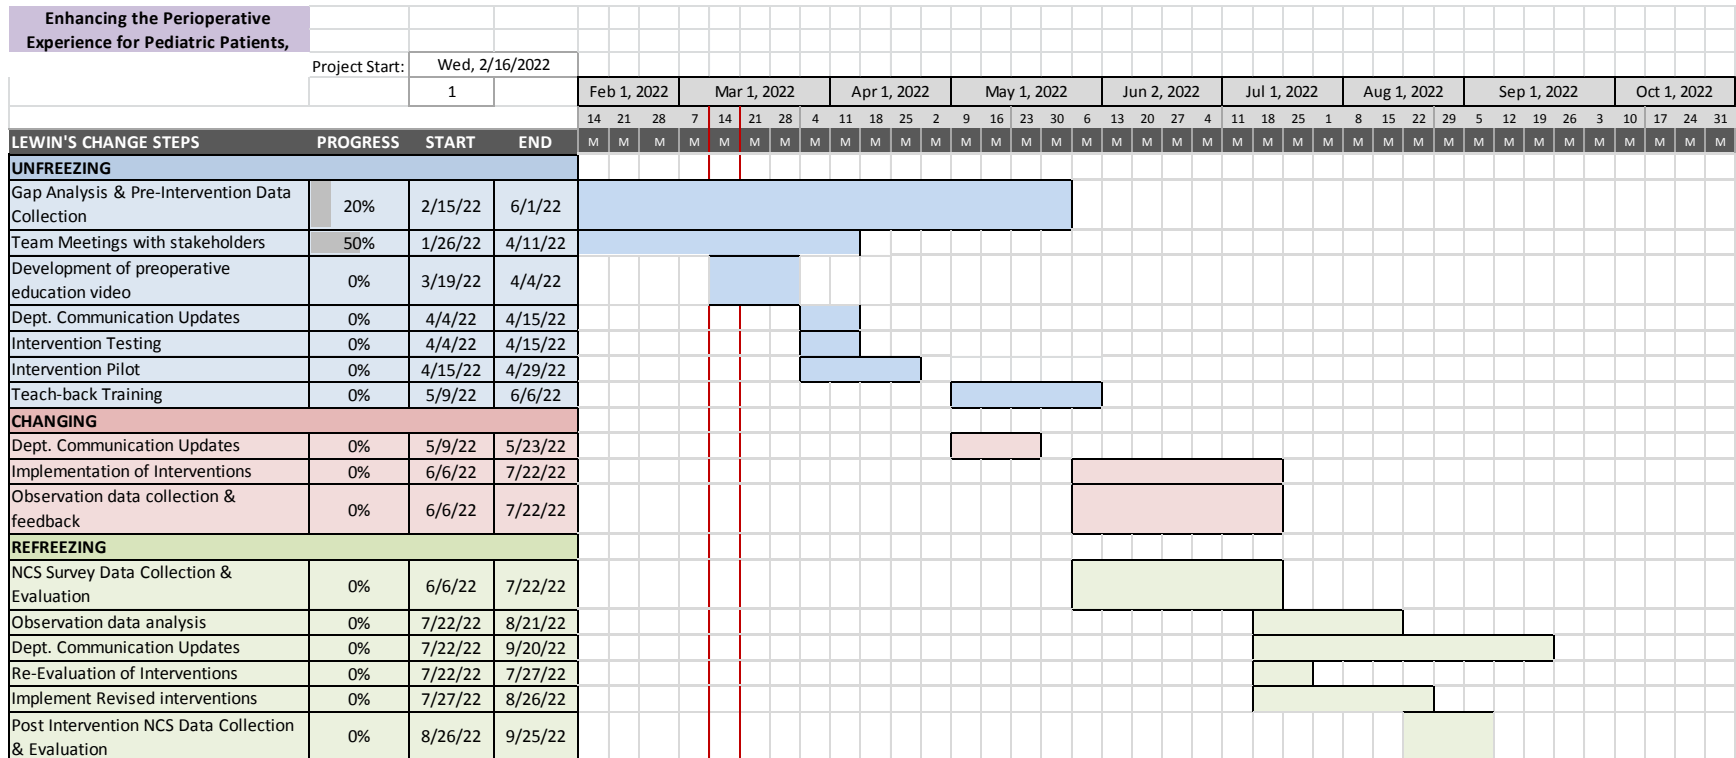 Enhancing the Perioperative
Experience for Pediatric Patients,
Project Start: Wed, 2/16/2022
1 Feb 1, 2022 Mar 1, 2022 Apr 1, 2022 May 1, 2022 Jun 2, 2022 Jul 1, 2022 Aug 1, 2022 Sep 1, 2022 Oct 1, 2022
14 21 28 7 14 21 28 4 11 18 25 2 9 16 23 30 6 13 20 27 4 11 18 25 1 8 15 22 29 5 12 19 26 3 10 17 24 31
LEWIN'S CHANGE STEPS PROGRESS START END M M M M M M M M M M M M M M M M M M M M M M M M M M M M M M M M M M M M M M
UNFREEZING
Gap Analysis & Pre-Intervention Data
Collection 20% 2/15/22 6/1/22
Team Meetings with stakeholders 50% 1/26/22 4/11/22
Development of preoperative
education video 0% 3/19/22 4/4/22
Dept. Communication Updates 0% 4/4/22 4/15/22
Intervention Testing 0% 4/4/22 4/15/22
Intervention Pilot 0% 4/15/22 4/29/22
Teach-back Training 0% 5/9/22 6/6/22
CHANGING
Dept. Communication Updates 0% 5/9/22 5/23/22
Implementation of Interventions 0% 6/6/22 7/22/22
Observation data collection &
feedback 0% 6/6/22 7/22/22
REFREEZING
NCS Survey Data Collection &
Evaluation 0% 6/6/22 7/22/22
Observation data analysis 0% 7/22/22 8/21/22
Dept. Communication Updates 0% 7/22/22 9/20/22
Re-Evaluation of Interventions 0% 7/22/22 7/27/22
Implement Revised interventions 0% 7/27/22 8/26/22
Post Intervention NCS Data Collection
& Evaluation 0% 8/26/22 9/25/22